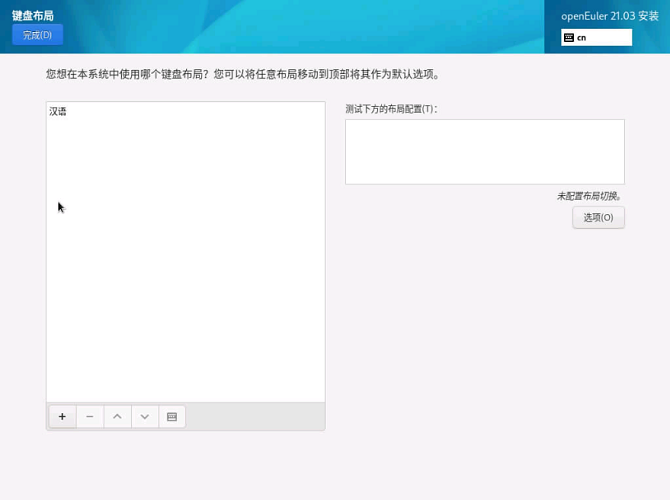 键盘布局
openEuler 21.03 安装
完成(D)
cn
您想在本系统中使用哪个键盘布局？您可以将任意布局移动到顶部将其作为默认选项。
汉语
测试下方的布局配置(T)：
未配置布局切换。
选项(O)